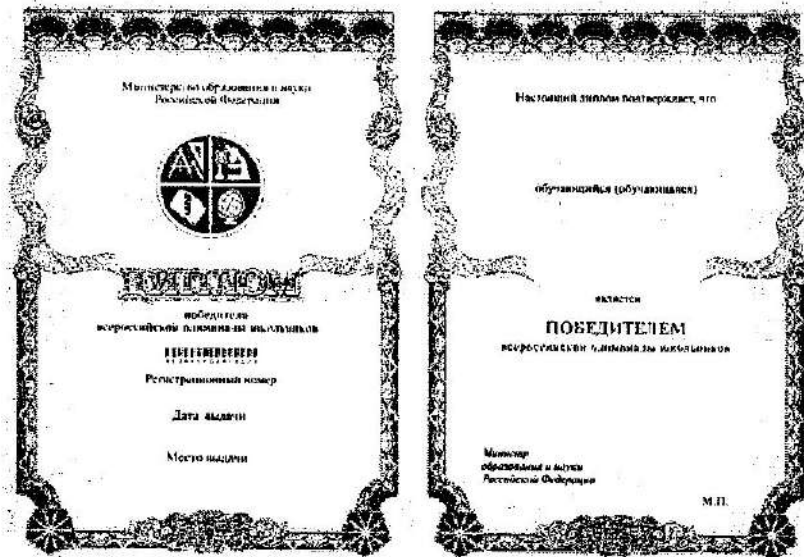 Министерство образования и науки
Российской Федерации
ДИПЛОМ
победителя
всероссийской олимпиады школьников
Регистрационный номер
Дата выдачи
Место выдачи
Настоящий диплом подтверждает, что
обучающийся (обучающаяся)
является
ПОБЕДИТЕЛЕМ
всероссийской олимпиады школьников
Министр
образования и науки
Российской Федерации
М.П.